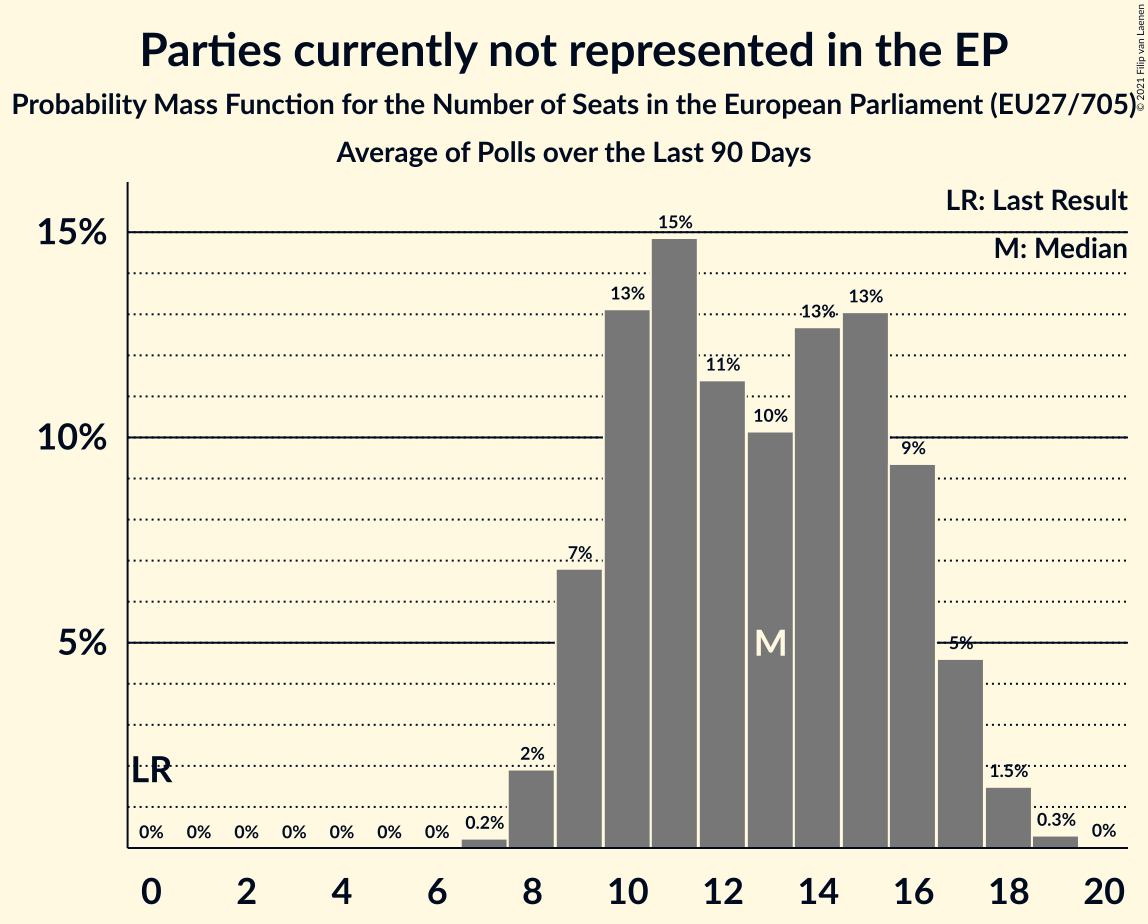 Parties currently not represented in the EP
Probability Mass Function for the Number of Seats in the European Parliament (EU27/705)
Average of Polls over the Last 90 Days
© 2021 Filip van Laenen
LR: Last Result
M: Median
15%
10%
5%
LR
M
0%
0%
0%
0%
0%
0%
0%
0.2%
2%
7%
13%
15%
11%
10%
13%
13%
9%
5%
1.5%
0.3%
0%
0 2 4 6 8 10 12 14 16 18 20